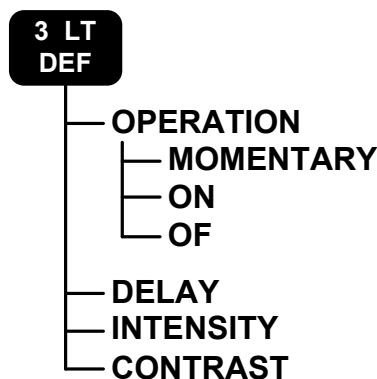 3 LT
DEF
OPERATION
MOMENTARY
ON
OF
DELAY
INTENSITY
CONTRAST